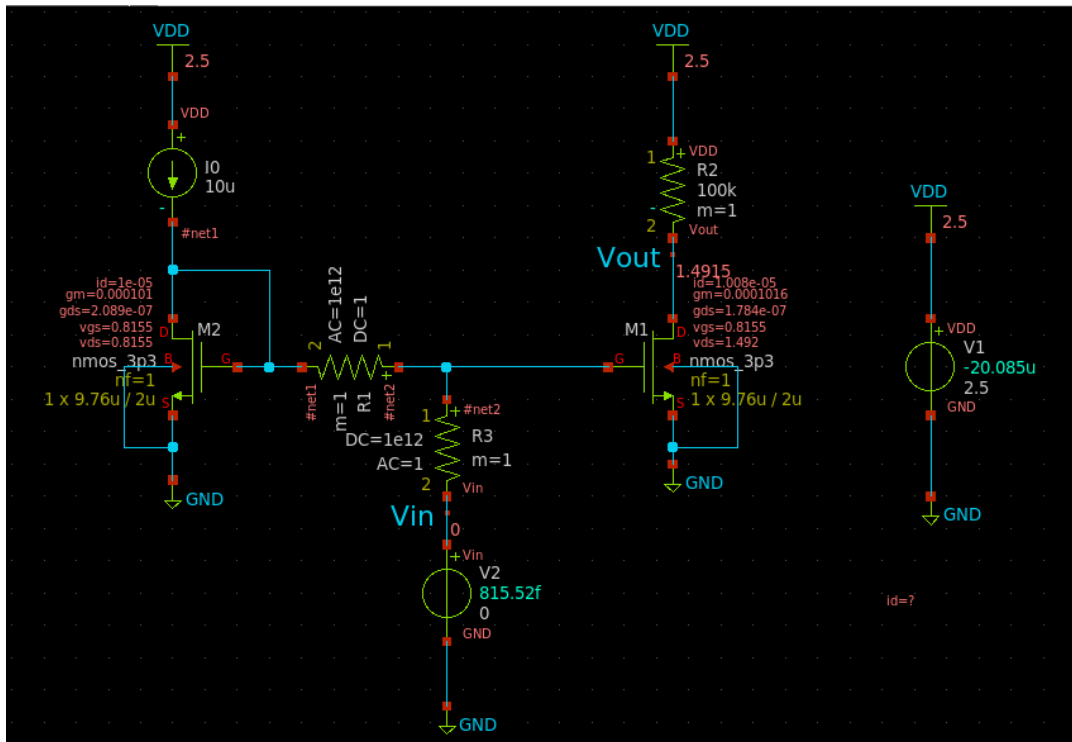 VDD
2.5
VDD
+
I0
10u
-
#net1
id=1e-05
gm=0.000101
gds=2.089e-07
vgs=0.8155
vds=0.8155
D
M2
B
G
nmos_3p3
nf=1
1 x 9.76u / 2u
S
GND
AC=1e12
DC=1
2
1
+
#net1
m=1
R1
#net2
1
+
#net2
DC=1e12
R3
AC=1
m=1
2
Vin
Vin
0
+
Vin
V2
815.52f
0
GND
GND
VDD
2.5
1
+
VDD
R2
100k
-
m=1
2
Vout
Vout
1.4915
id=1.008e-05
gm=0.0001016
gds=1.784e-07
vgs=0.8155
vds=1.492
D
M1
G
B
nmos_3p3
nf=1
1 x 9.76u / 2u
S
GND
VDD
2.5
+
VDD
V1
-20.085u
2.5
GND
GND
id=?